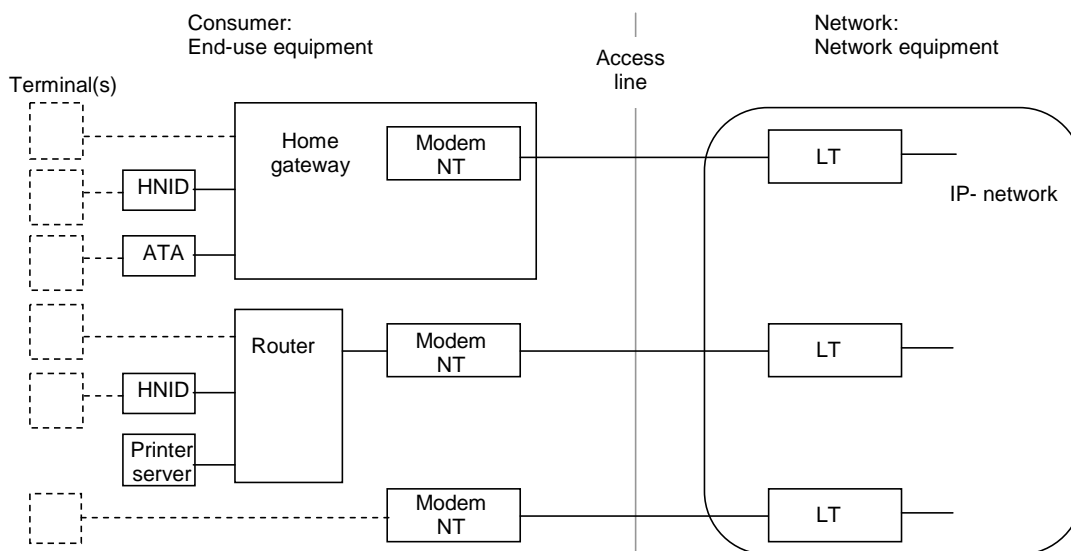 Consumer:
End-use equipment
Network:
Network equipment
Access
line
Terminal(s)
Home
gateway
Modem
NT
LT
HNID
IP- network
ATA
Router
Modem
NT
LT
HNID
Printer
server
Modem
NT
LT